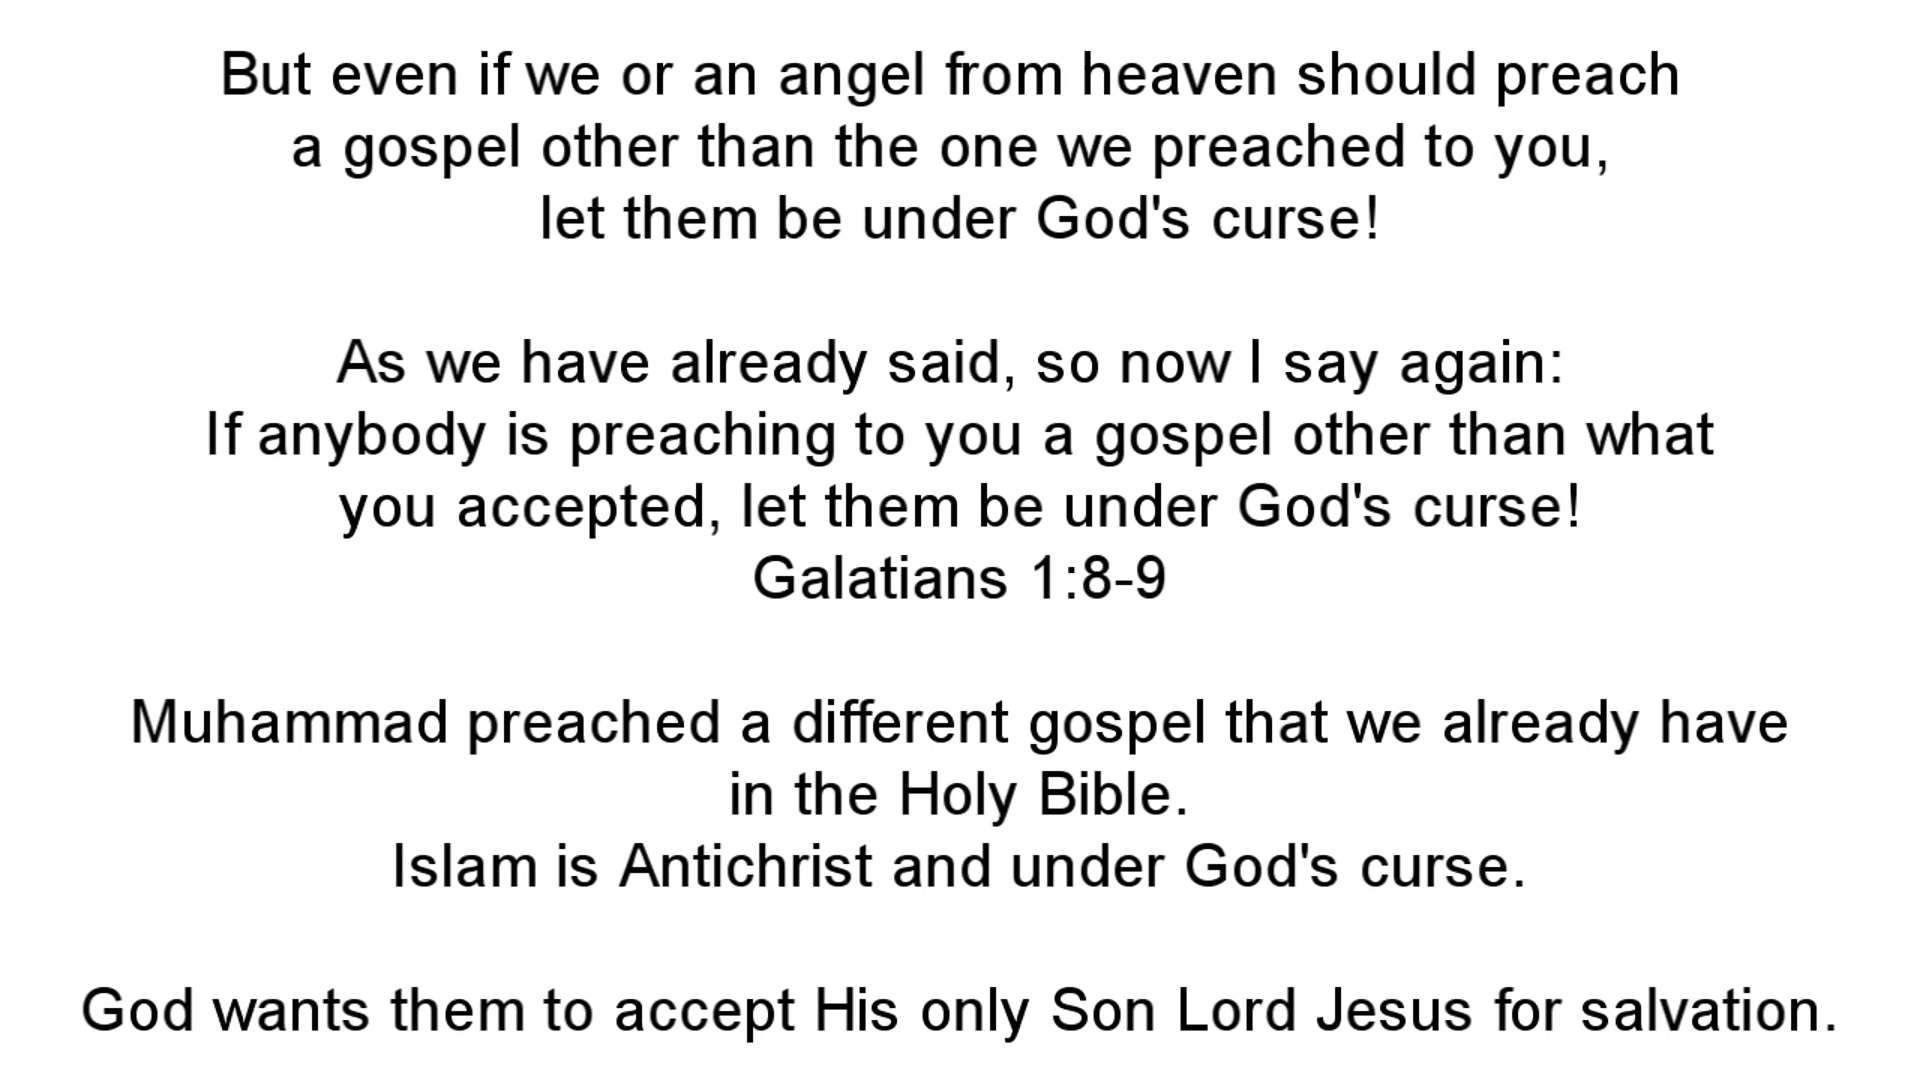 But even if we or an angel from heaven should preach
a gospel other than the one we preached to you,
let them be under God's curse!
As we have already said, so now I say again:
If anybody is preaching to you a gospel other than what
you accepted, let them be under God's curse!
Galatians 1:8-9
Muhammad preached a different gospel that we already have
in the Holy Bible.
Islam is Antichrist and under God's curse.
God wants them to accept His only Son Lord Jesus for salvation.